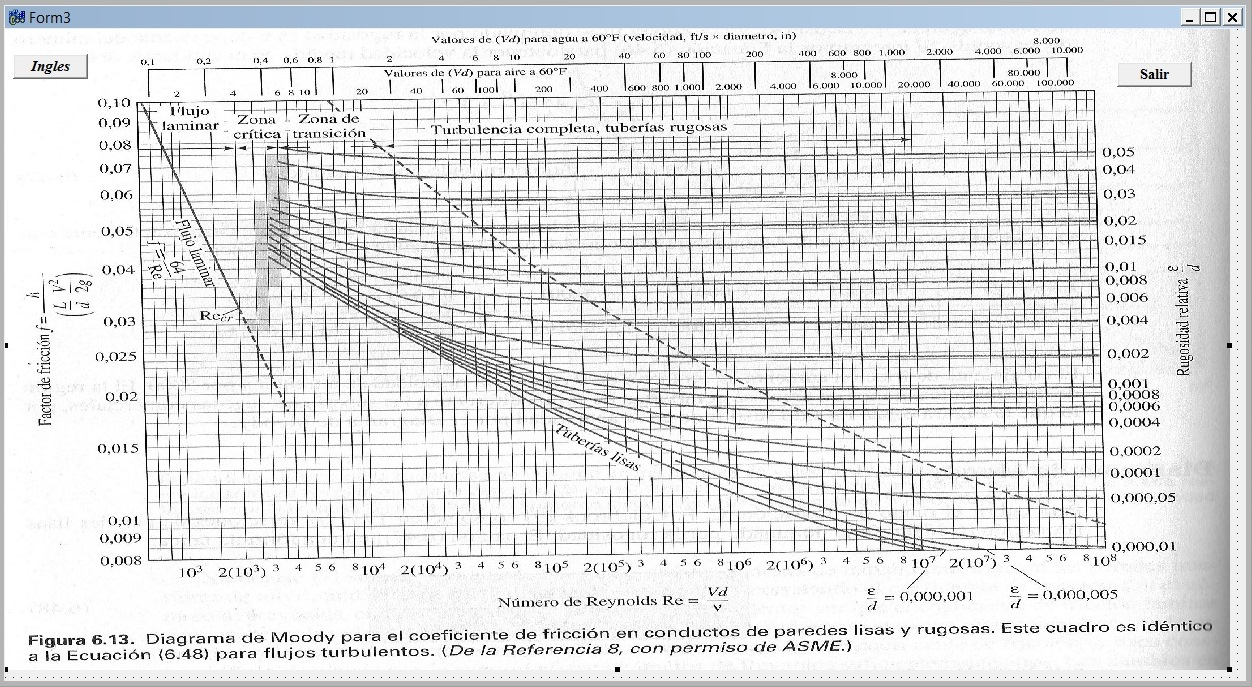 Form3
Ingles
Salir
Valores de (Vd) para agua a 60°F (velocidad, ft/s × diametro, in)
0,1 0,2 0,4 0,6 0,8 1 2 4 6 8 10 20 40 60 80 100 200 400 600 800 1.000 2.000 4.000 6.000 8.000 10.000
Valores de (Vd) para aire a 60°F
2 4 6 8 10 20 40 60 100 200 400 600 800 1.000 2.000 4.000 6.000 8.000 10.000 20.000 40.000 60.000 80.000 100.000
Flujo laminar
Zona crítica
Zona de transición
Turbulencia completa, tuberías rugosas
0,10
0,09
0,08
0,07
0,06
0,05
0,04
0,03
0,025
0,02
0,015
0,01
0,009
0,008
Factor de fricción f = h / (L/d V²/2g)
Flujo laminar
f = 64/Re
Recr
Tuberías lisas
0,05
0,04
0,03
0,02
0,015
0,01
0,008
0,006
0,004
0,002
0,001
0,0008
0,0006
0,0004
0,0002
0,0001
0,000,05
0,000,01
Rugosidad relativa ε/d
10³ 2(10³) 3 4 5 6 8 10⁴ 2(10⁴) 3 4 5 6 8 10⁵ 2(10⁵) 3 4 5 6 8 10⁶ 2(10⁶) 3 4 5 6 8 10⁷ 2(10⁷) 3 4 5 6 8 10⁸
Número de Reynolds Re = Vd/ν
ε/d = 0,000,001
ε/d = 0,000,005
Figura 6.13. Diagrama de Moody para el coeficiente de fricción en conductos de paredes lisas y rugosas. Este cuadro es idéntico
a la Ecuación (6.48) para flujos turbulentos. (De la Referencia 8, con permiso de ASME.)